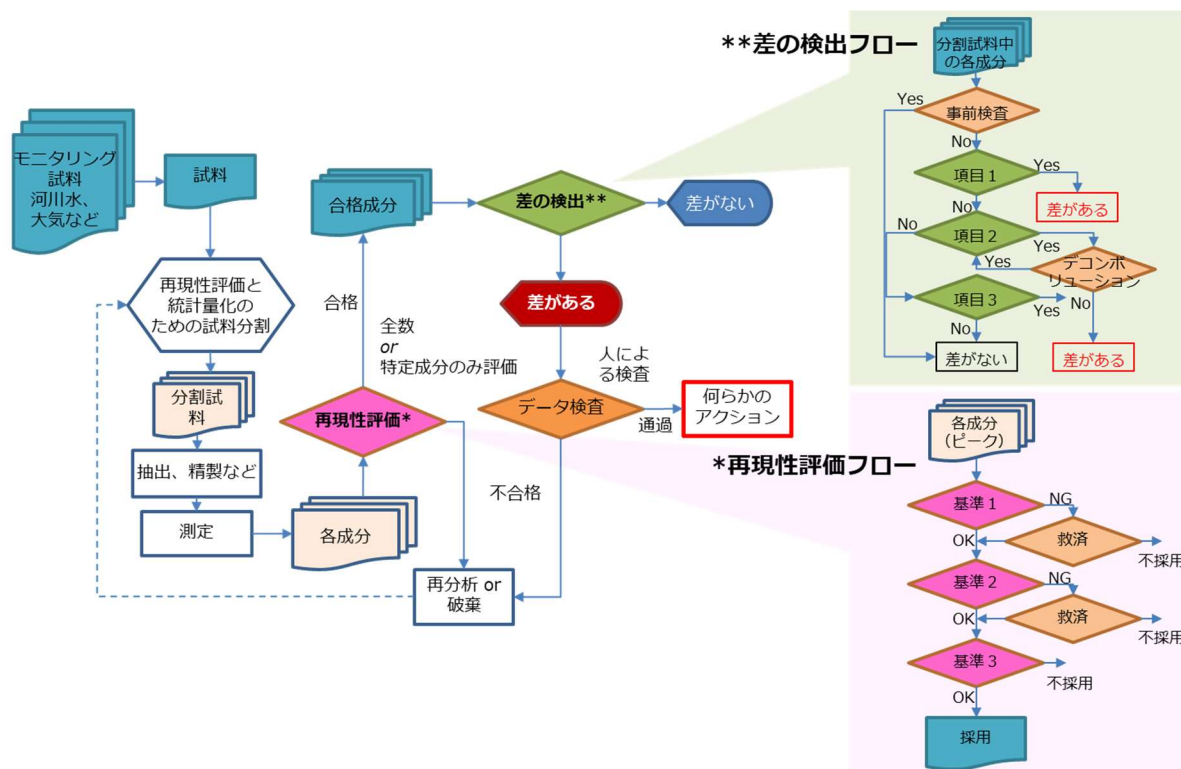 モニタリング
試料
河川水、
大気など
試料
再現性評価と
統計量化の
ための試料分割
分割試
料
抽出、精製など
測定
各成分
再現性評価*
合格
全数
or
特定成分のみ評価
合格成分
差の検出**
差がない
差がある
人によ
る検査
データ検査
通過
何らかの
アクション
不合格
再分析 or
破棄
**差の検出フロー
分割試料中
の各成分
Yes
事前検査
No
項目1
Yes
差がある
No
No
項目2
Yes
Yes
デコンボ
リューション
項目3
Yes
No
No
差がない
差がある
*再現性評価フロー
各成分
(ピーク)
基準1
NG
OK
救済
不採用
基準2
NG
OK
救済
不採用
基準3
不採用
OK
採用